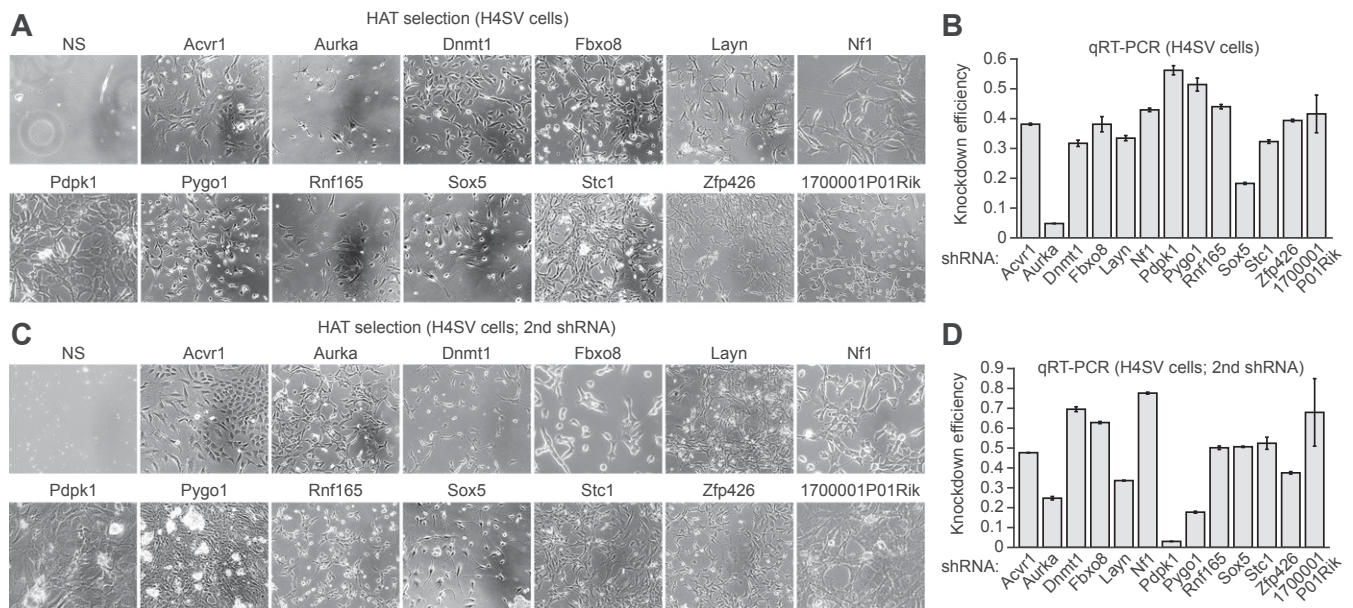 A
HAT selection (H4SV cells)
NS Acvr1 Aurka Dnmt1 Fbxo8 Layn Nf1
Pdpk1 Pygo1 Rnf165 Sox5 Stc1 Zfp426 1700001P01Rik
B
qRT-PCR (H4SV cells)
Knockdown efficiency
0.6
0.5
0.4
0.3
0.2
0.1
0
shRNA: Acvr1 Aurka Dnmt1 Fbxo8 Layn Nf1 Pdpk1 Pygo1 Rnf165 Sox5 Stc1 Zfp426 1700001
P01Rik
C
HAT selection (H4SV cells; 2nd shRNA)
NS Acvr1 Aurka Dnmt1 Fbxo8 Layn Nf1
Pdpk1 Pygo1 Rnf165 Sox5 Stc1 Zfp426 1700001P01Rik
D
qRT-PCR (H4SV cells; 2nd shRNA)
Knockdown efficiency
0.9
0.8
0.7
0.6
0.5
0.4
0.3
0.2
0.1
0
shRNA: Acvr1 Aurka Dnmt1 Fbxo8 Layn Nf1 Pdpk1 Pygo1 Rnf165 Sox5 Stc1 Zfp426 1700001
P01Rik